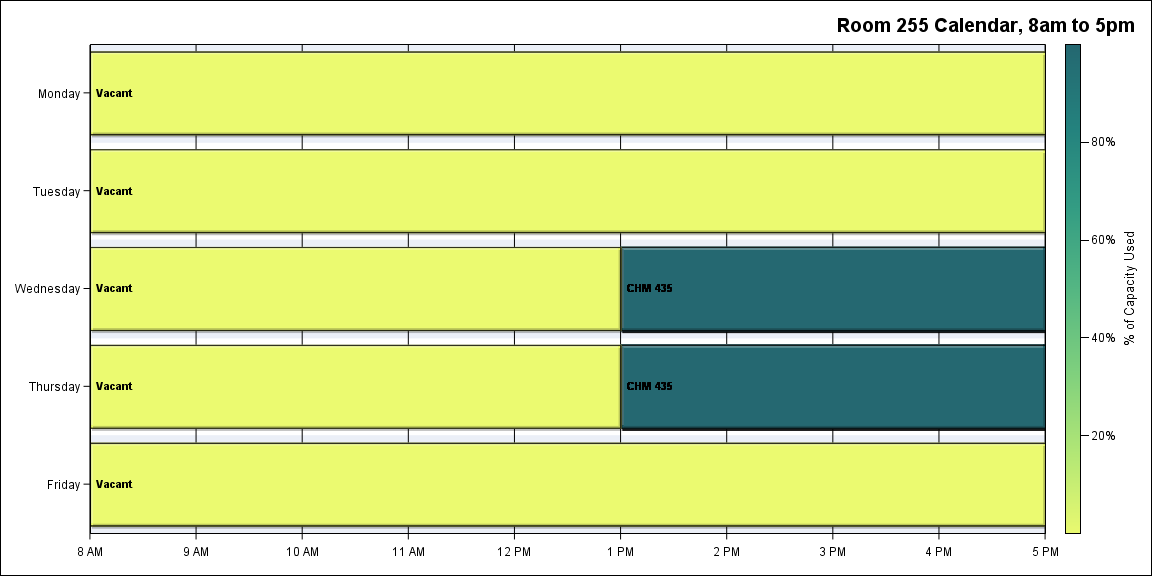 Room 255 Calendar, 8am to 5pm
Monday
Vacant
Tuesday
Vacant
Wednesday
Vacant
CHM 435
Thursday
Vacant
CHM 435
Friday
Vacant
8 AM
9 AM
10 AM
11 AM
12 PM
1 PM
2 PM
3 PM
4 PM
5 PM
80%
60%
40%
20%
% of Capacity Used